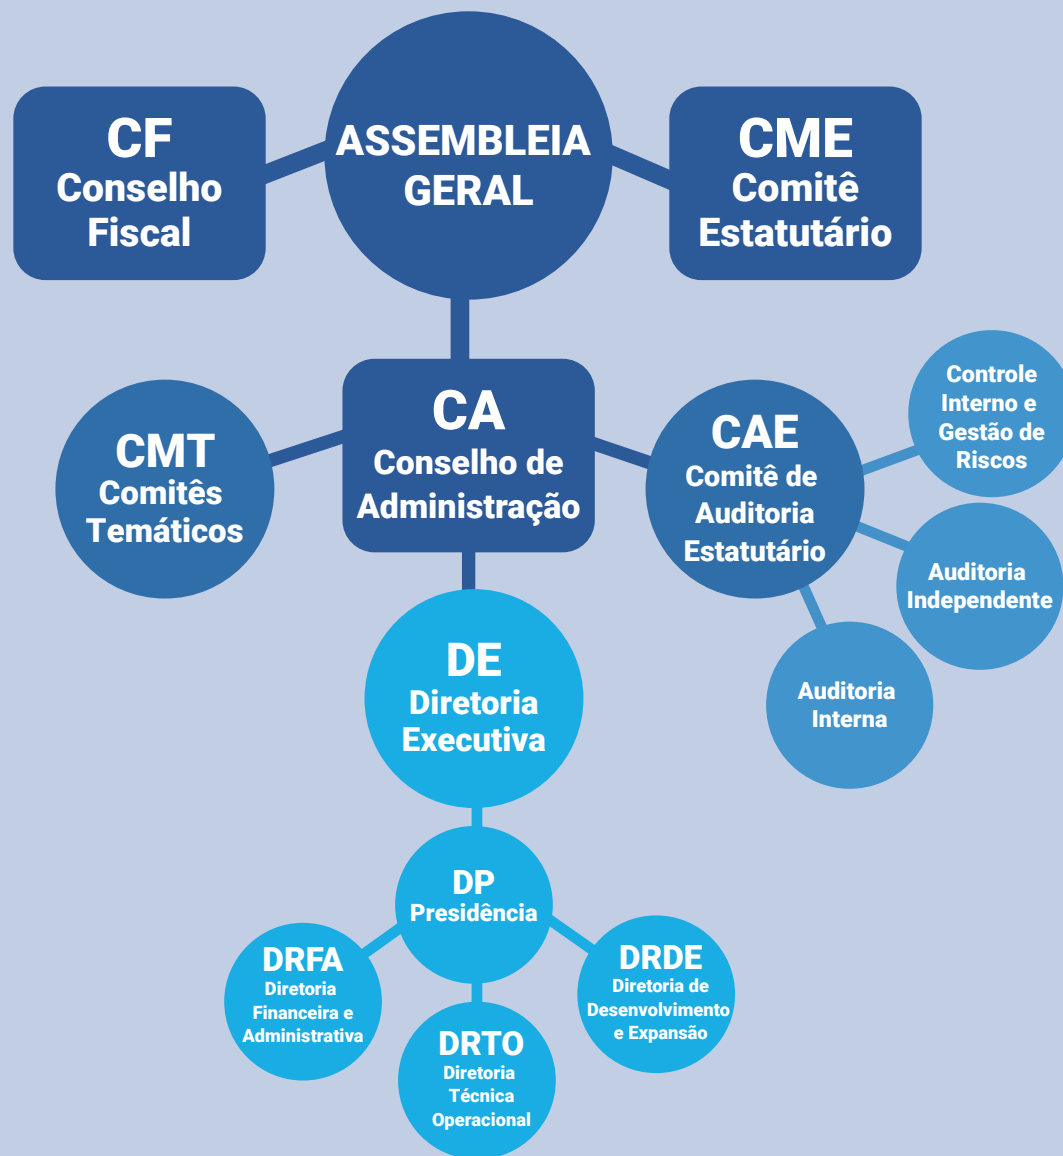 ASSEMBLEIA
GERAL
CF
Conselho
Fiscal
CME
Comitê
Estatutário
CA
Conselho de
Administração
CMT
Comitês
Temáticos
CAE
Comitê de
Auditoria
Estatutário
Controle
Interno e
Gestão de
Riscos
Auditoria
Independente
Auditoria
Interna
DE
Diretoria
Executiva
DP
Presidência
DRFA
Diretoria
Financeira e
Administrativa
DRTO
Diretoria
Técnica
Operacional
DRDE
Diretoria de
Desenvolvimento
e Expansão